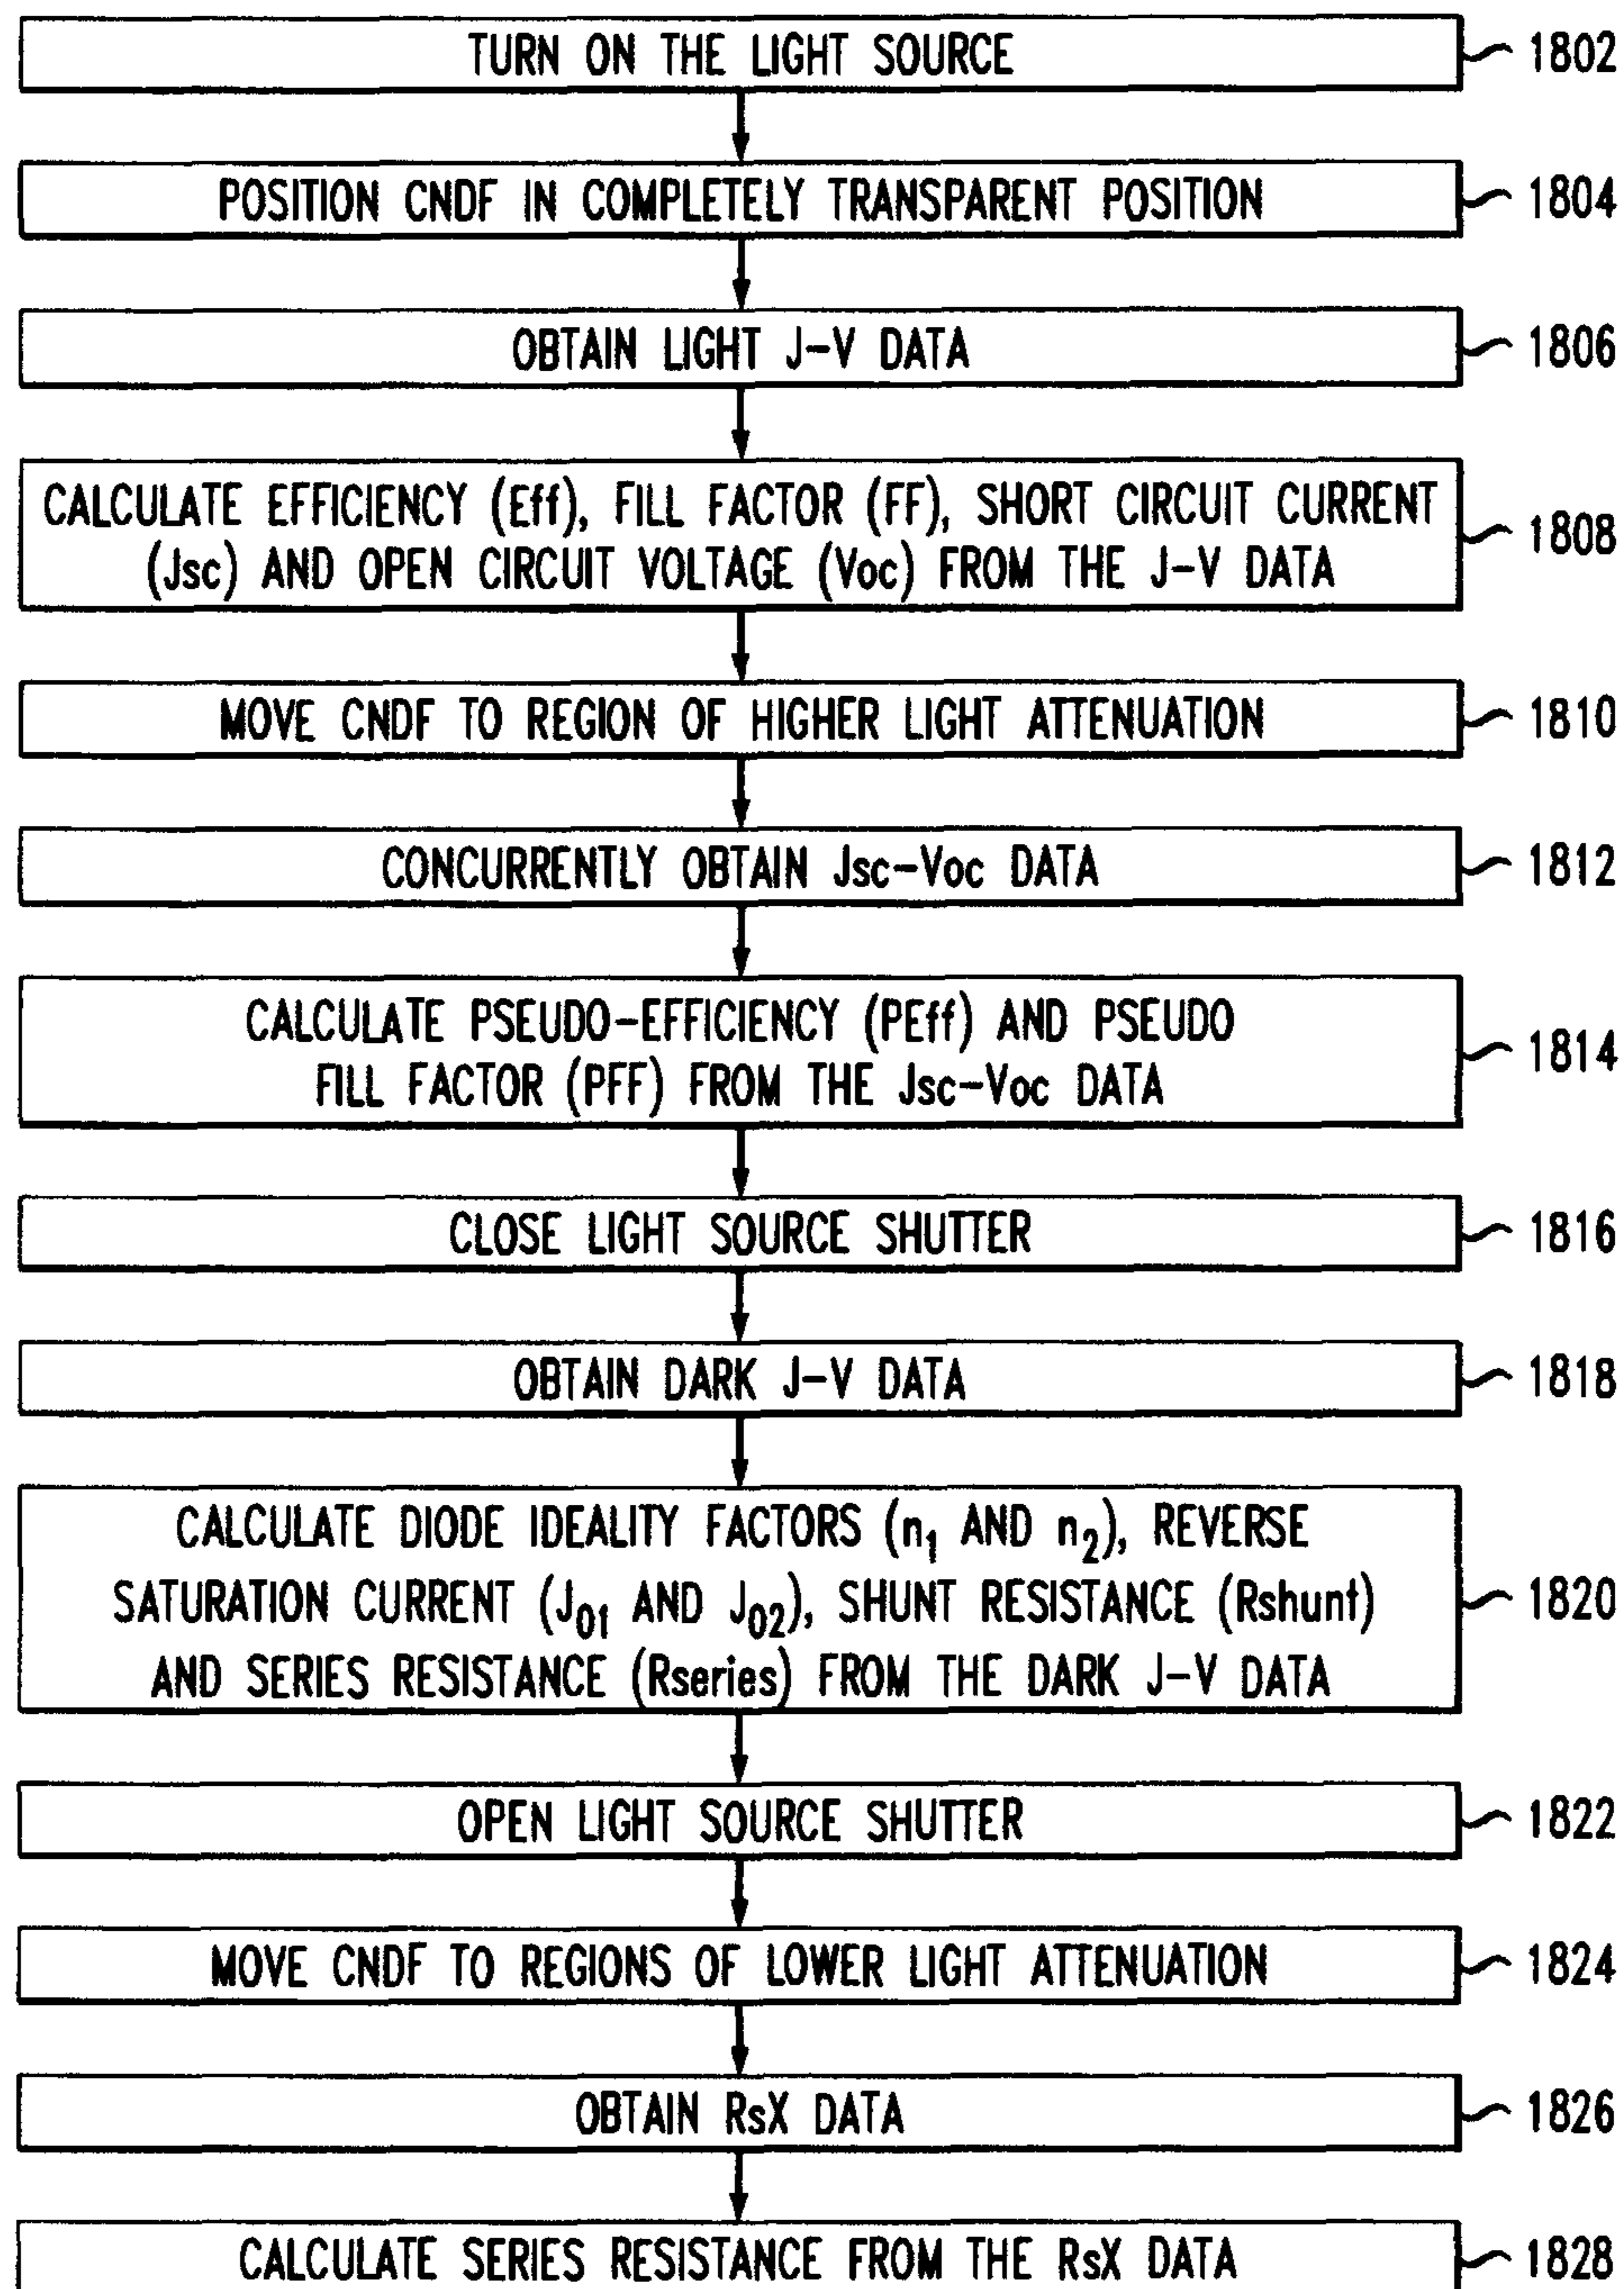 TURN ON THE LIGHT SOURCE 1802
POSITION CNDF IN COMPLETELY TRANSPARENT POSITION 1804
OBTAIN LIGHT J-V DATA 1806
CALCULATE EFFICIENCY (Eff), FILL FACTOR (FF), SHORT CIRCUIT CURRENT
(Jsc) AND OPEN CIRCUIT VOLTAGE (Voc) FROM THE J-V DATA
1808
MOVE CNDF TO REGION OF HIGHER LIGHT ATTENUATION 1810
CONCURRENTLY OBTAIN Jsc-Voc DATA 1812
CALCULATE PSEUDO-EFFICIENCY (PEff) AND PSEUDO
FILL FACTOR (PFF) FROM THE Jsc-Voc DATA
1814
CLOSE LIGHT SOURCE SHUTTER 1816
OBTAIN DARK J-V DATA 1818
CALCULATE DIODE IDEALITY FACTORS (n₁ AND n₂), REVERSE
SATURATION CURRENT (J₀₁ AND J₀₂), SHUNT RESISTANCE (Rshunt) 1820
AND SERIES RESISTANCE (Rseries) FROM THE DARK J-V DATA
OPEN LIGHT SOURCE SHUTTER 1822
MOVE CNDF TO REGIONS OF LOWER LIGHT ATTENUATION 1824
OBTAIN RsX DATA 1826
CALCULATE SERIES RESISTANCE FROM THE RsX DATA 1828